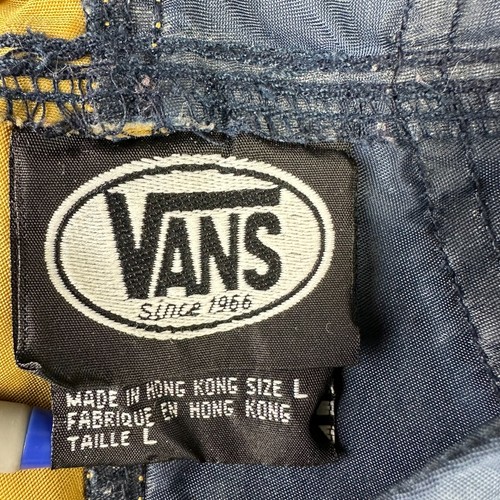 VANS
Since 1966
MADE IN HONG KONG SIZE L
FABRIQUE EN HONG KONG
TAILLE L